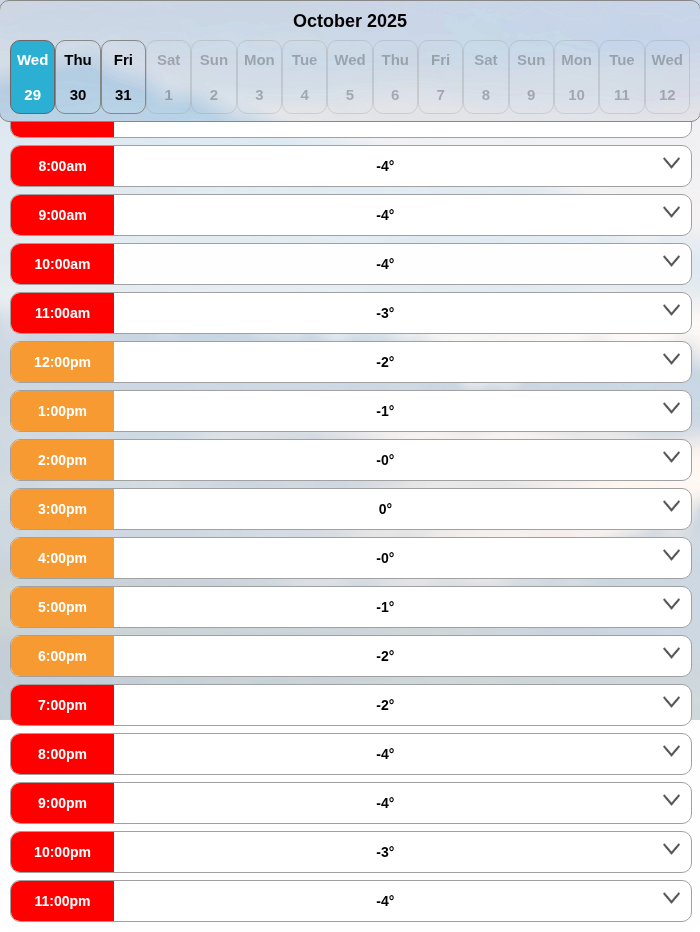 October 2025
Wed Thu Fri Sat Sun Mon Tue Wed Thu Fri Sat Sun Mon Tue Wed
29 30 31 1 2 3 4 5 6 7 8 9 10 11 12
8:00am -4°
9:00am -4°
10:00am -4°
11:00am -3°
12:00pm -2°
1:00pm -1°
2:00pm -0°
3:00pm 0°
4:00pm -0°
5:00pm -1°
6:00pm -2°
7:00pm -2°
8:00pm -4°
9:00pm -4°
10:00pm -3°
11:00pm -4°